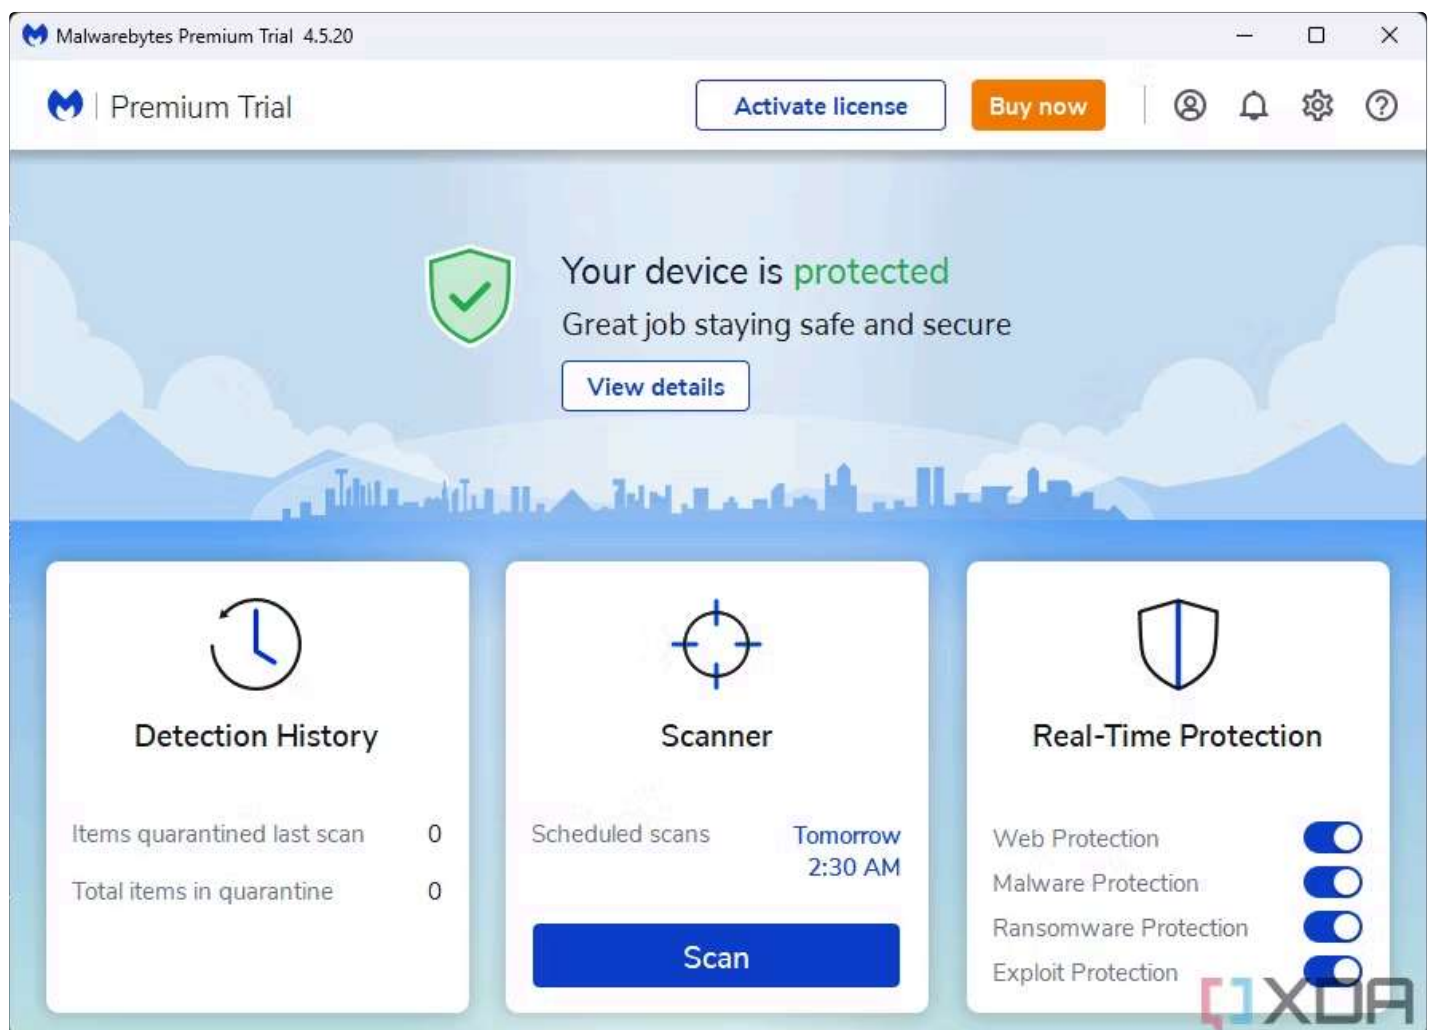 Malwarebytes Premium Trial 4.5.20
Premium Trial
Activate license
Buy now
Your device is protected
Great job staying safe and secure
View details
Detection History
Items quarantined last scan 0
Total items in quarantine 0
Scanner
Scheduled scans Tomorrow
2:30 AM
Scan
Real-Time Protection
Web Protection
Malware Protection
Ransomware Protection
Exploit Protection
XDA